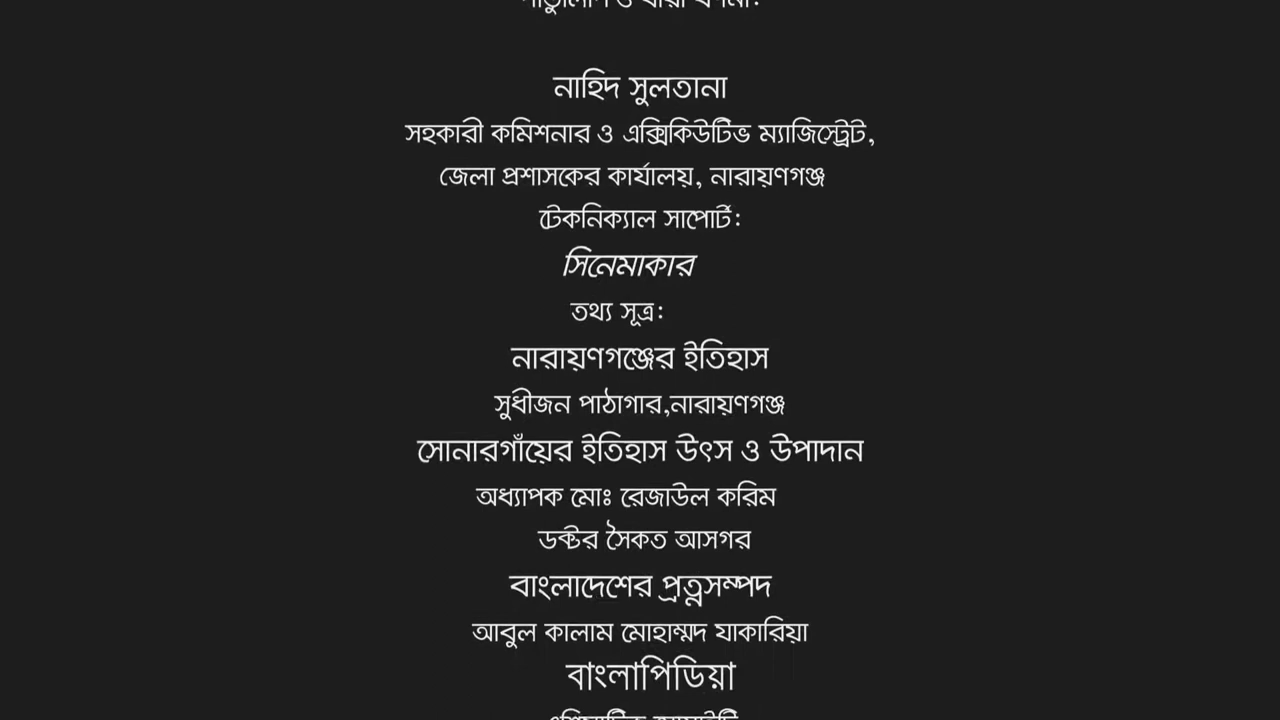 নাহিদ সুলতানা
সহকারী কমিশনার ও এক্সিকিউটিভ ম্যাজিস্ট্রেট,
জেলা প্রশাসকের কার্যালয়, নারায়ণগঞ্জ
টেকনিক্যাল সাপোর্ট:
সিনেমাকার
তথ্য সূত্র:
নারায়ণগঞ্জের ইতিহাস
সুধীজন পাঠাগার,নারায়ণগঞ্জ
সোনারগাঁয়ের ইতিহাস উৎস ও উপাদান
অধ্যাপক মোঃ রেজাউল করিম
ডক্টর সৈকত আসগর
বাংলাদেশের প্রত্নসম্পদ
আবুল কালাম মোহাম্মদ যাকারিয়া
বাংলাপিডিয়া